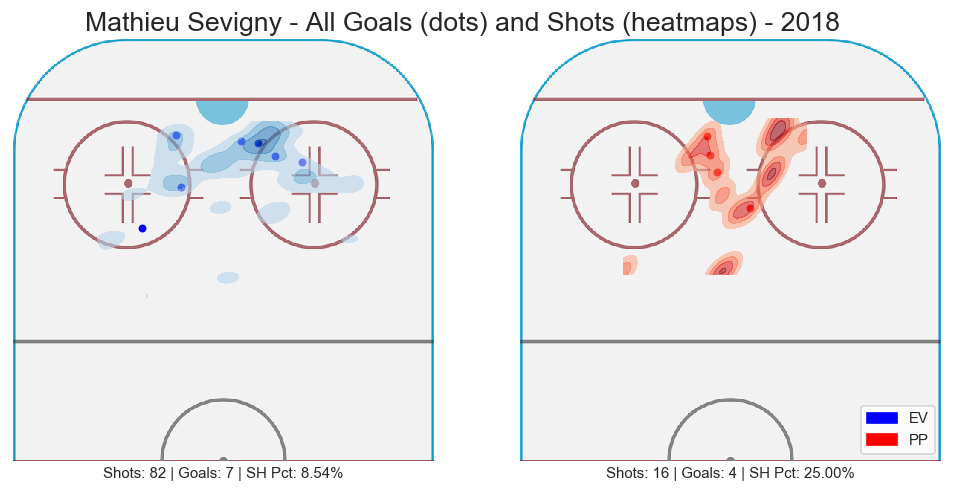 Mathieu Sevigny - All Goals (dots) and Shots (heatmaps) - 2018
EV
PP
Shots: 82 | Goals: 7 | SH Pct: 8.54%
Shots: 16 | Goals: 4 | SH Pct: 25.00%